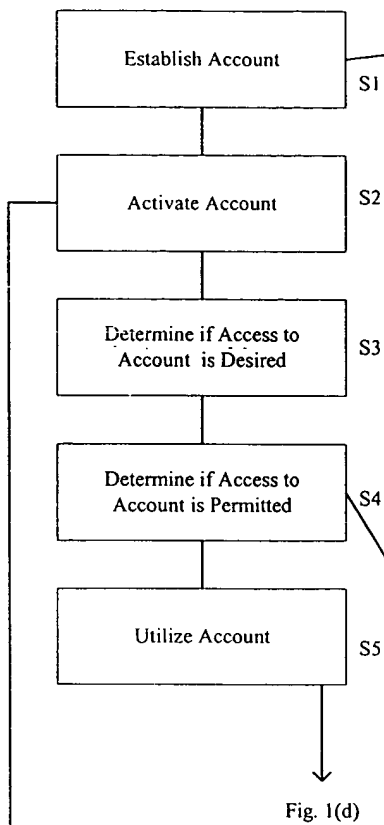 Establish Account
S1
Activate Account
S2
Determine if Access to
Account is Desired
S3
Determine if Access to
Account is Permitted
S4
Utilize Account
S5
Fig. 1(d)